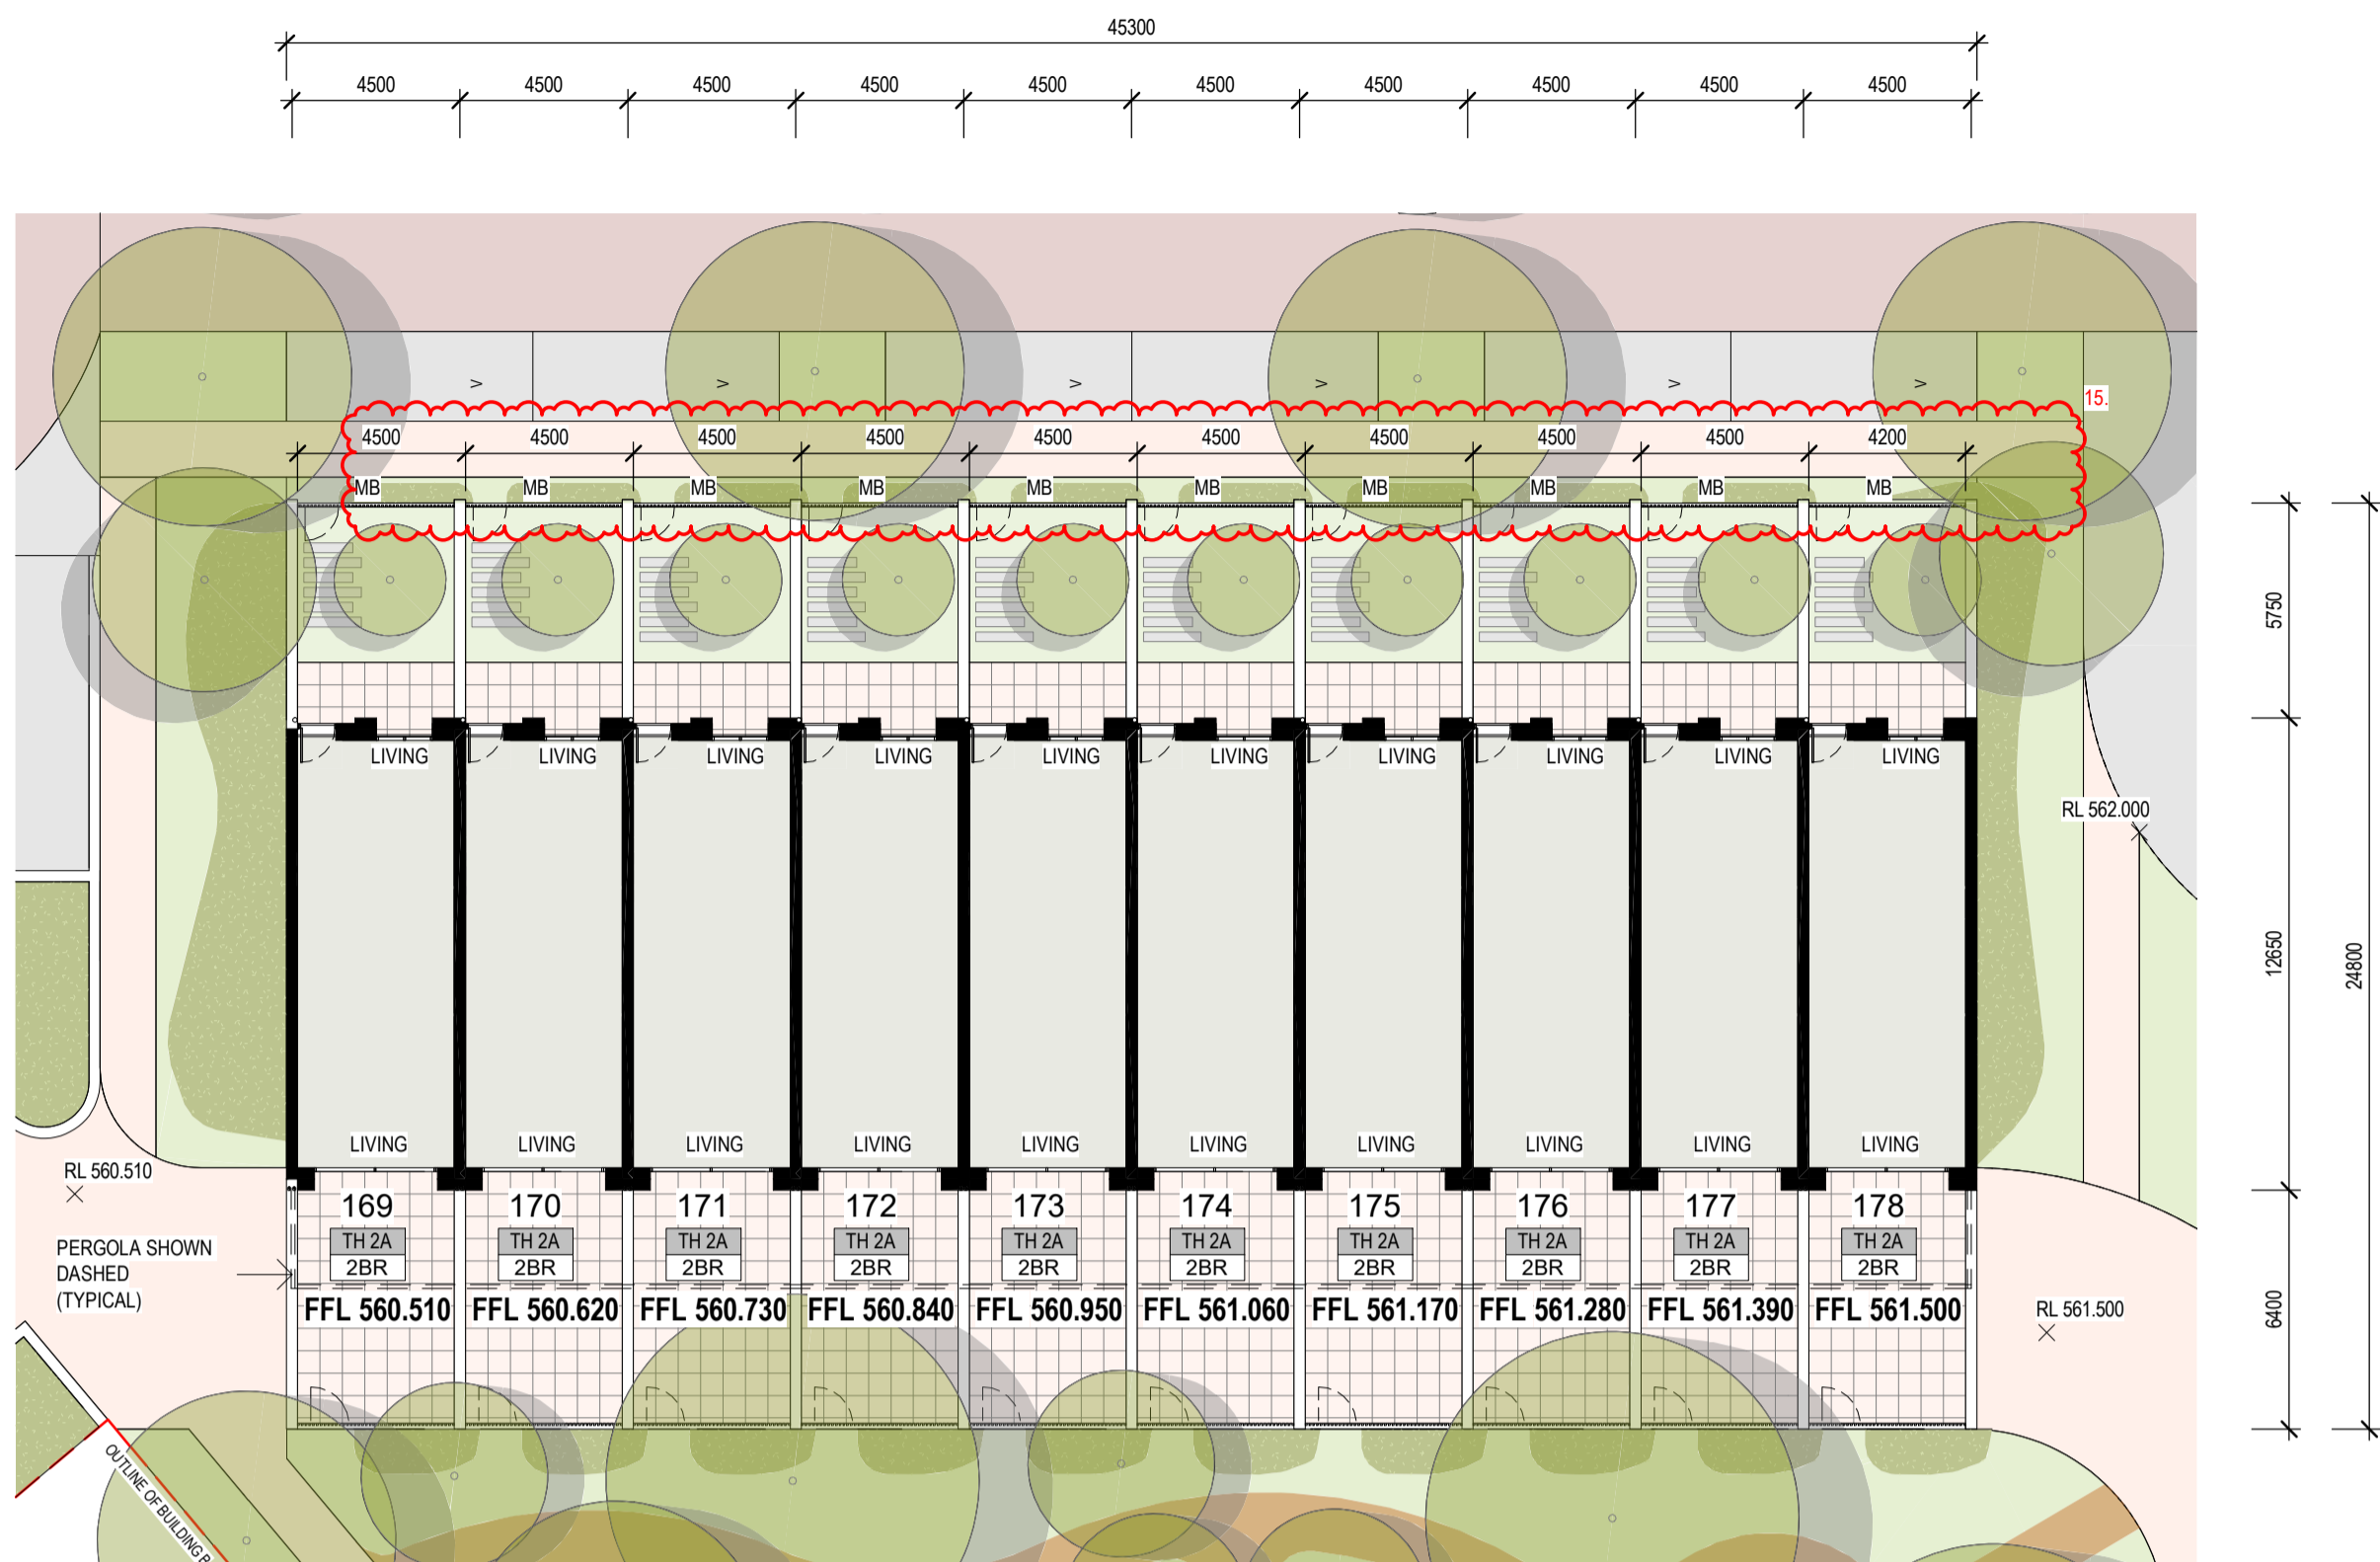 45300
4500 4500 4500 4500 4500 4500 4500 4500 4500 4500
> > > > > >
15.
4500 4500 4500 4500 4500 4500 4500 4500 4500 4200
MB MB MB MB MB MB MB MB MB MB
5750
LIVING LIVING LIVING LIVING LIVING LIVING LIVING LIVING LIVING LIVING
RL 562.000
12650
24800
LIVING LIVING LIVING LIVING LIVING LIVING LIVING LIVING LIVING LIVING
RL 560.510
169 170 171 172 173 174 175 176 177 178
TH 2A TH 2A TH 2A TH 2A TH 2A TH 2A TH 2A TH 2A TH 2A TH 2A
2BR 2BR 2BR 2BR 2BR 2BR 2BR 2BR 2BR 2BR
PERGOLA SHOWN
DASHED
(TYPICAL)
FFL 560.510 FFL 560.620 FFL 560.730 FFL 560.840 FFL 560.950 FFL 561.060 FFL 561.170 FFL 561.280 FFL 561.390 FFL 561.500
RL 561.500
6400
OUTLINE OF BUILDING